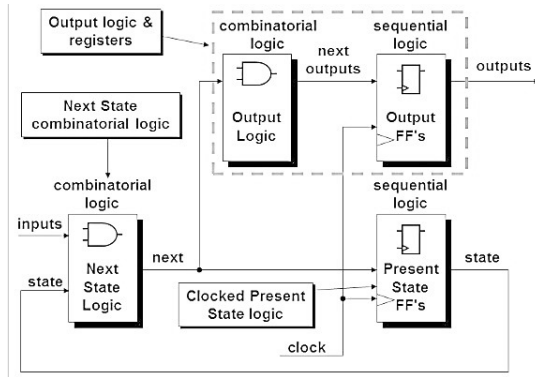 Output logic &
registers
combinatorial
logic
next
outputs
sequential
logic
outputs
Output
Logic
Output
FF's
Next State
combinatorial logic
combinatorial
logic
sequential
logic
inputs
next
state
Next
State
Logic
Present
State
FF's
state
Clocked Present
State logic
clock